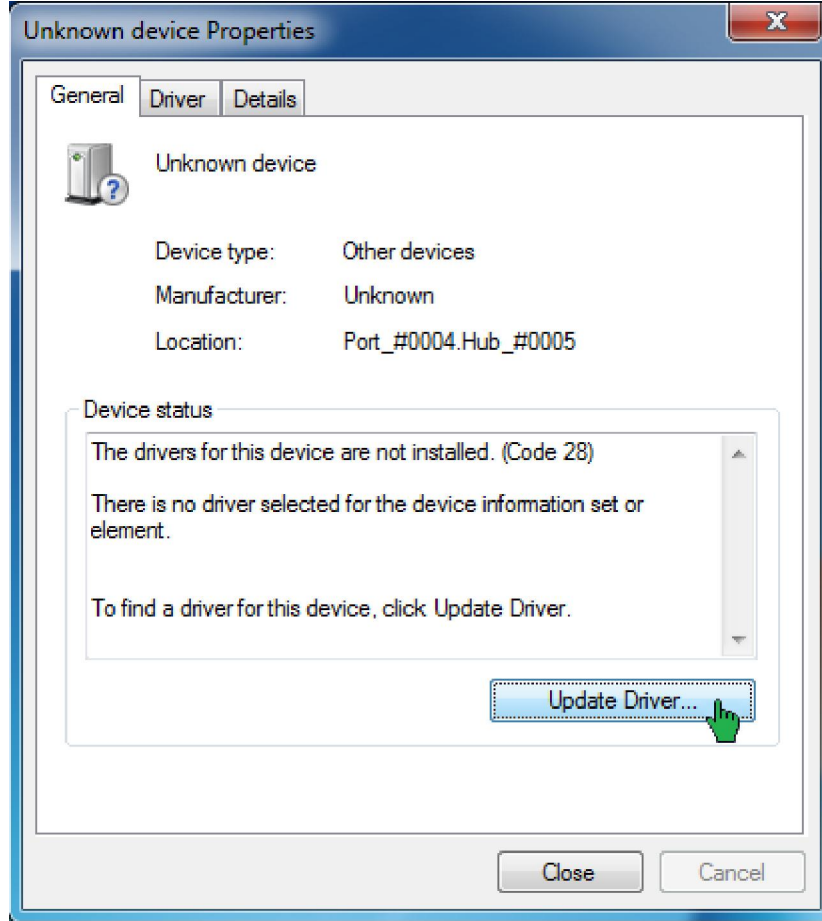 Unknown device Properties
General Driver Details
Unknown device
Device type: Other devices
Manufacturer: Unknown
Location: Port_#0004.Hub_#0005
Device status
The drivers for this device are not installed. (Code 28)
There is no driver selected for the device information set or
element.
To find a driver for this device, click Update Driver.
Update Driver...
Close Cancel